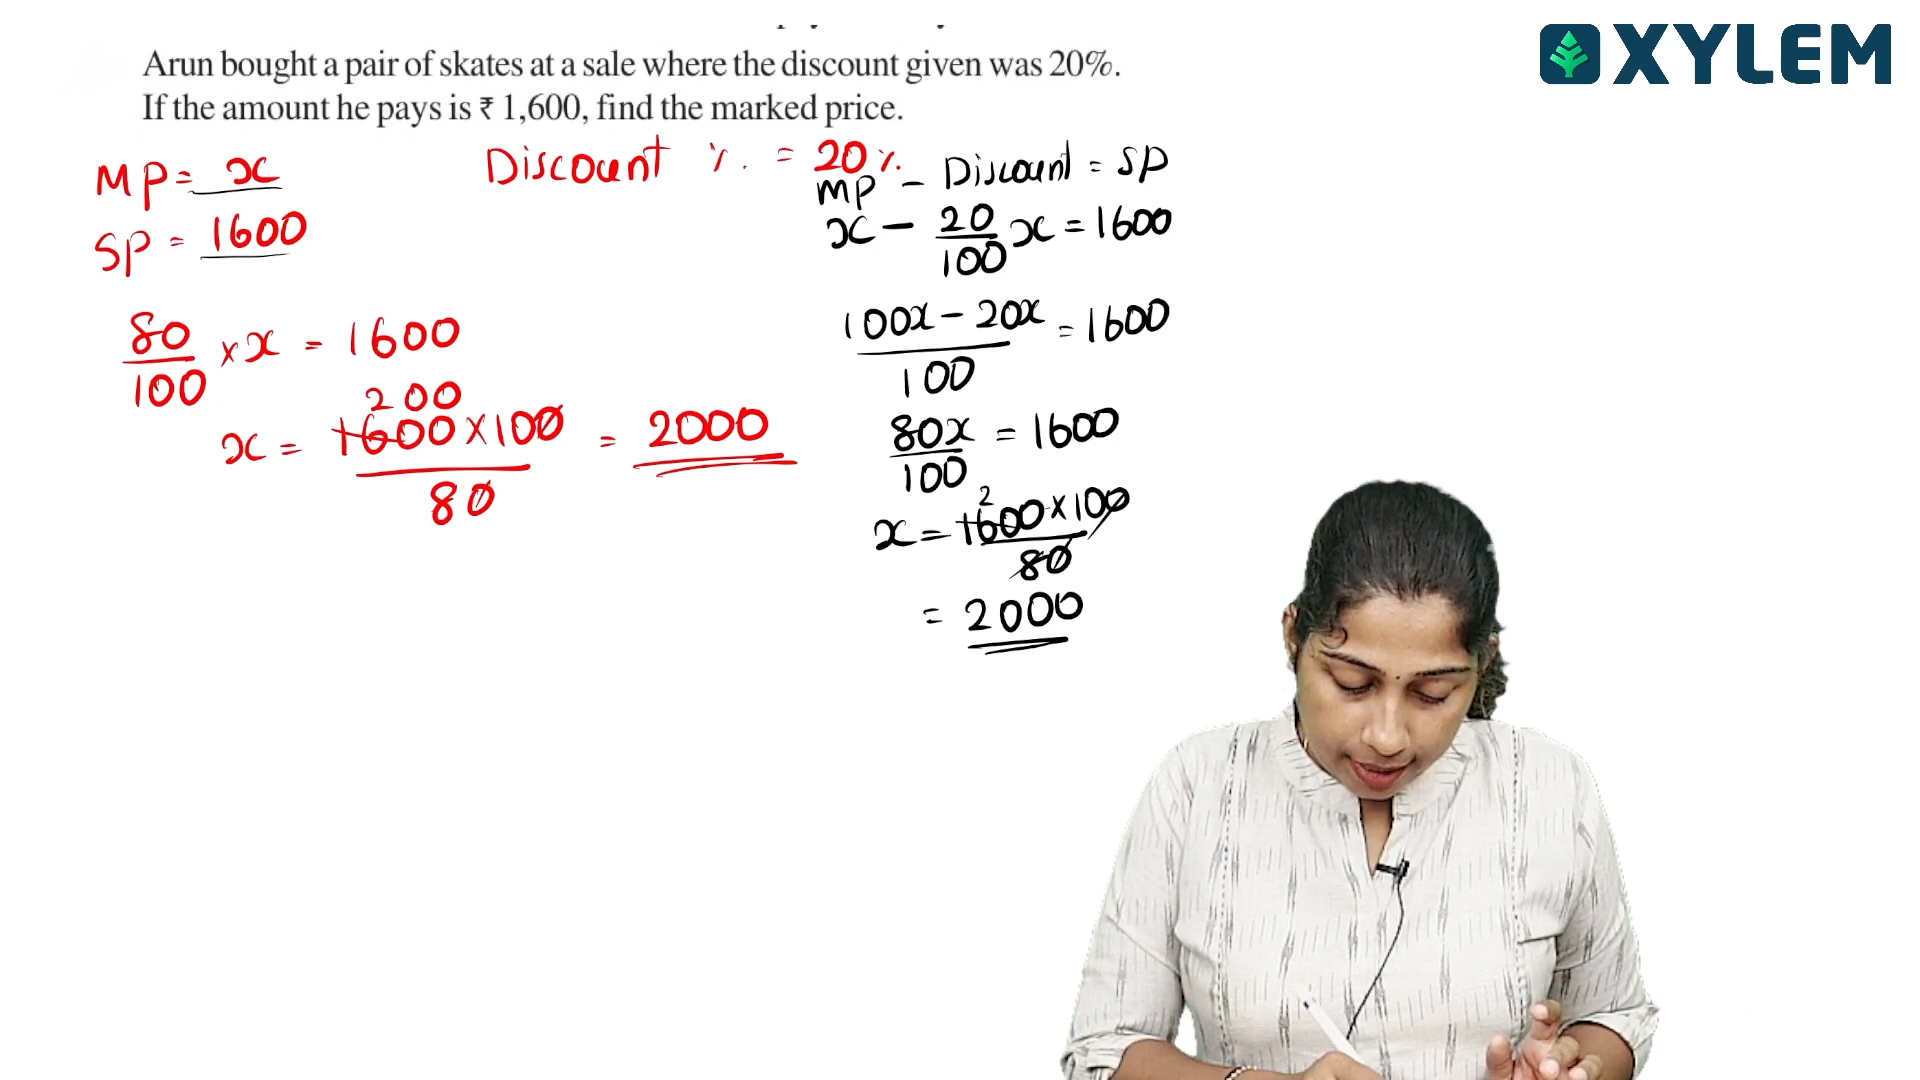 XYLEM
Arun bought a pair of skates at a sale where the discount given was 20%.
If the amount he pays is ₹ 1,600, find the marked price.
MP = x
SP = 1600
Discount % = 20%
80/100 × x = 1600
200
x = 1600×100/80 = 2000
MP - Discount = SP
x - 20/100 x = 1600
100x - 20x/100 = 1600
80x/100 = 1600
2
x = 1600×100/80
= 2000